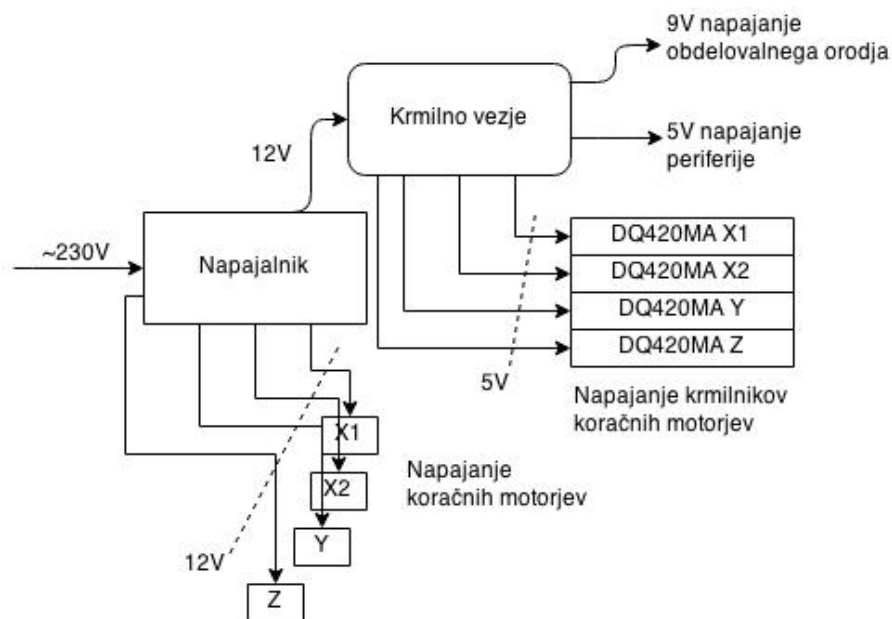 9V napajanje
obdelovalnega orodja
Krmilno vezje
5V napajanje
periferije
12V
DQ420MA X1
~230V
Napajalnik
DQ420MA X2
DQ420MA Y
DQ420MA Z
5V
Napajanje krmilnikov
koračnih motorjev
X1
Napajanje
koračnih motorjev
X2
Y
12V
Z